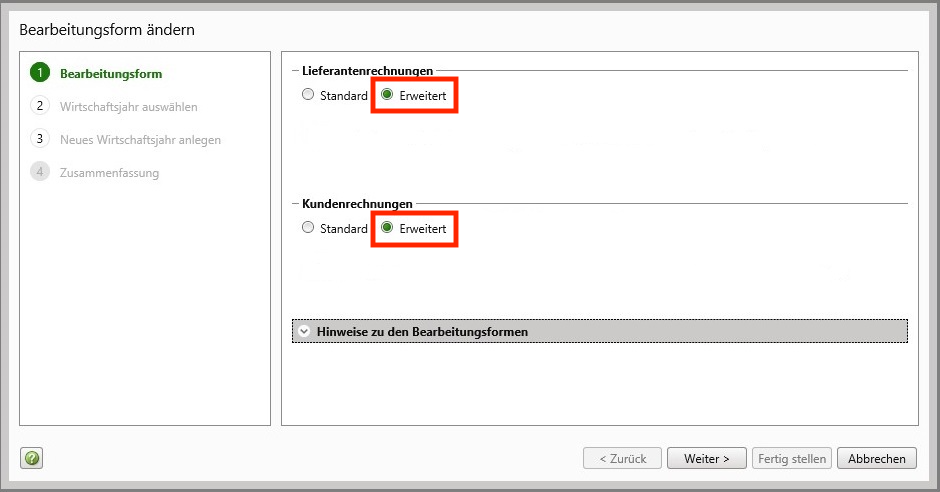 Bearbeitungsform ändern
1 Bearbeitungsform
2 Wirtschaftsjahr auswählen
3 Neues Wirtschaftsjahr anlegen
4 Zusammenfassung
Lieferantenrechnungen
Standard Erweitert
Kundenrechnungen
Standard Erweitert
Hinweise zu den Bearbeitungsformen
? < Zurück Weiter > Fertig stellen Abbrechen